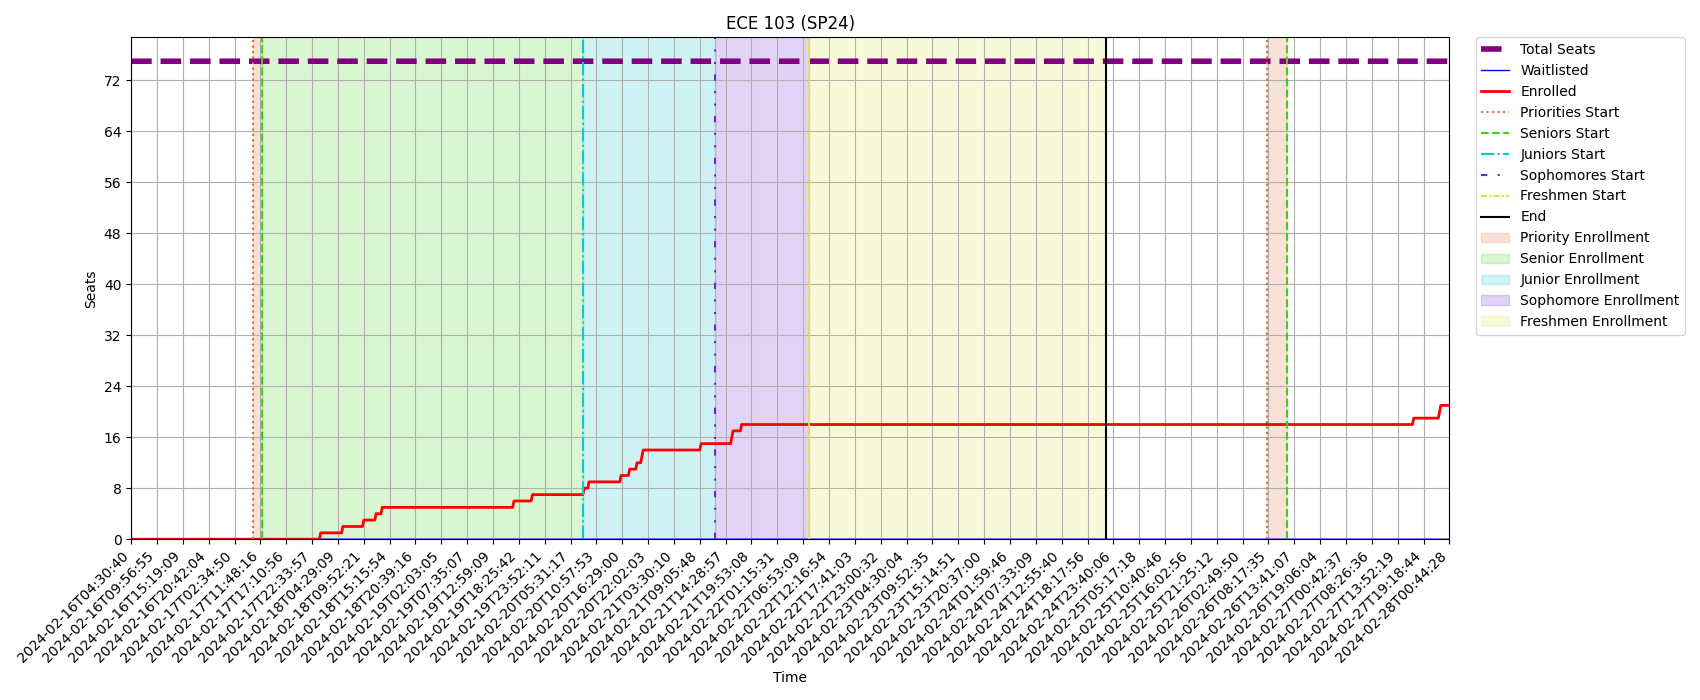 ECE 103 (SP24)
Seats
72
64
56
48
40
32
24
16
8
0
2024-02-16T04:30:40
2024-02-16T09:56:55
2024-02-16T15:19:09
2024-02-16T20:42:04
2024-02-17T02:34:50
2024-02-17T11:48:16
2024-02-17T17:10:56
2024-02-17T22:33:57
2024-02-18T04:29:09
2024-02-18T09:52:21
2024-02-18T15:15:54
2024-02-18T20:39:16
2024-02-19T02:03:05
2024-02-19T07:35:07
2024-02-19T12:59:09
2024-02-19T18:25:42
2024-02-19T23:52:11
2024-02-20T05:31:17
2024-02-20T10:57:53
2024-02-20T16:29:00
2024-02-20T22:02:03
2024-02-21T03:30:10
2024-02-21T09:05:48
2024-02-21T14:28:57
2024-02-21T19:53:08
2024-02-22T01:15:31
2024-02-22T06:53:09
2024-02-22T12:16:54
2024-02-22T17:41:03
2024-02-22T23:00:32
2024-02-23T04:30:04
2024-02-23T09:52:35
2024-02-23T15:14:51
2024-02-23T20:37:00
2024-02-24T01:59:46
2024-02-24T07:33:09
2024-02-24T12:55:40
2024-02-24T18:17:56
2024-02-24T23:40:06
2024-02-25T05:17:18
2024-02-25T10:40:46
2024-02-25T16:02:56
2024-02-25T21:25:12
2024-02-26T02:49:50
2024-02-26T08:17:35
2024-02-26T13:41:07
2024-02-26T19:06:04
2024-02-27T00:42:37
2024-02-27T08:26:36
2024-02-27T13:52:19
2024-02-27T19:18:44
2024-02-28T00:44:28
Time
Total Seats
Waitlisted
Enrolled
Priorities Start
Seniors Start
Juniors Start
Sophomores Start
Freshmen Start
End
Priority Enrollment
Senior Enrollment
Junior Enrollment
Sophomore Enrollment
Freshmen Enrollment